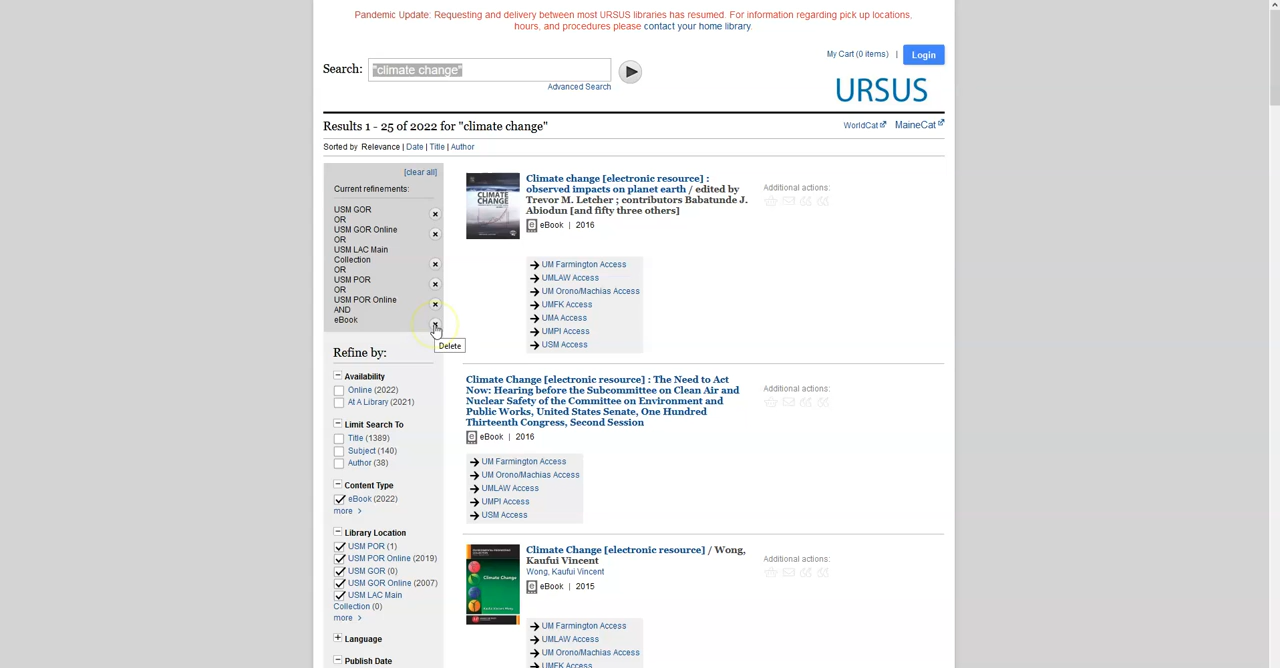 Pandemic Update: Requesting and delivery between most URSUS libraries has resumed. For information regarding pick up locations,
hours, and procedures please contact your home library.
My Cart (0 items) | Login
Search: "climate change"
Advanced Search
URSUS
Results 1 - 25 of 2022 for "climate change"
WorldCat MaineCat
Sorted by Relevance | Date | Title | Author
[clear all]
Current refinements:
USM GOR
OR
USM GOR Online
OR
USM LAC Main
Collection
OR
USM POR
OR
USM POR Online
AND
eBook
Delete
Refine by:
Availability
Online (2022)
At A Library (2021)
Limit Search To
Title (1389)
Subject (140)
Author (38)
Content Type
eBook (2022)
more >
Library Location
USM POR (1)
USM POR Online (2019)
USM GOR (0)
USM GOR Online (2007)
USM LAC Main
Collection (0)
more >
Language
Publish Date
CLIMATE
CHANGE
Climate change [electronic resource] :
observed impacts on planet earth / edited by
Trevor M. Letcher ; contributors Babatunde J.
Abiodun [and fifty three others]
eBook | 2016
Additional actions:
UM Farmington Access
UMLAW Access
UM Orono/Machias Access
UMFK Access
UMA Access
UMPI Access
USM Access
Climate Change [electronic resource] : The Need to Act
Now: Hearing before the Subcommittee on Clean Air and
Nuclear Safety of the Committee on Environment and
Public Works, United States Senate, One Hundred
Thirteenth Congress, Second Session
eBook | 2016
Additional actions:
UM Farmington Access
UM Orono/Machias Access
UMLAW Access
UMPI Access
USM Access
Climate Change
Climate Change [electronic resource] / Wong,
Kaufui Vincent
Wong, Kaufui Vincent
eBook | 2015
Additional actions:
UM Farmington Access
UMLAW Access
UM Orono/Machias Access
UMFK Access